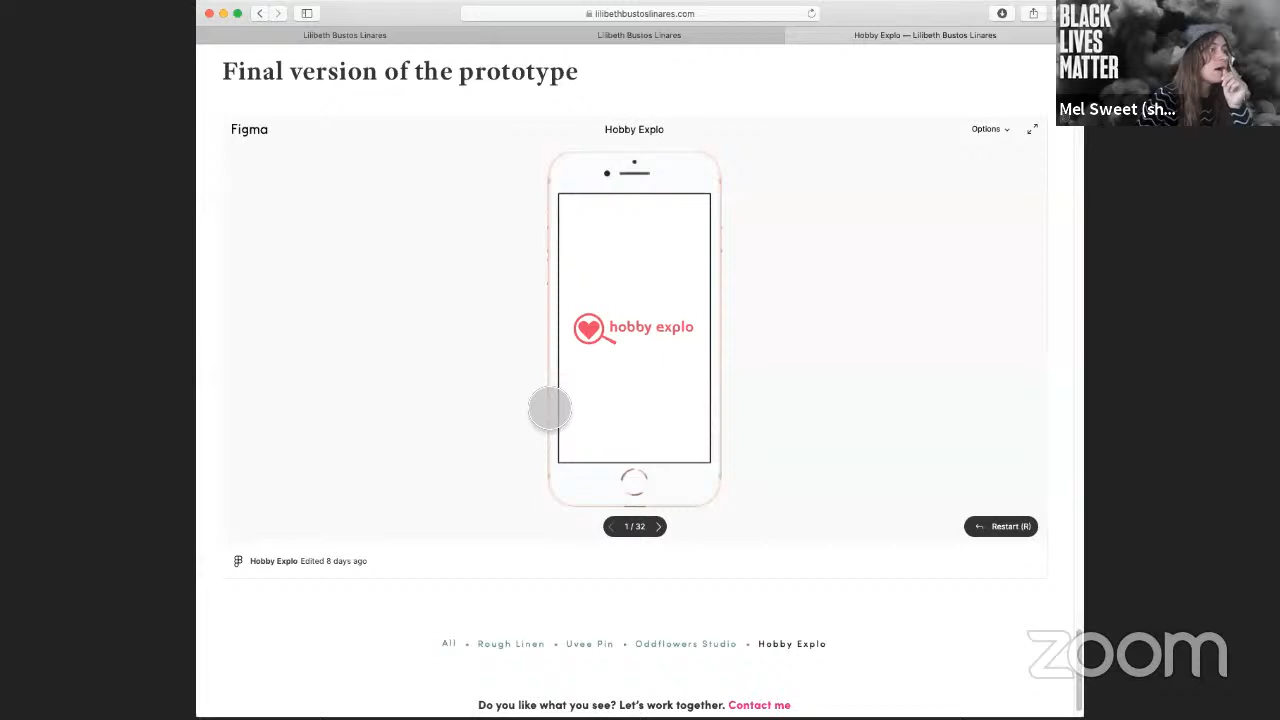 lilibethbustoslinares.com
Lilibeth Bustos Linares
Lilibeth Bustos Linares
Hobby Explo — Lilibeth Bustos Linares
BLACK
LIVES
MATTER
Mel Sweet (sh...
Final version of the prototype
Figma
Hobby Explo
Options
hobby explo
1 / 32
Restart (R)
Hobby Explo Edited 8 days ago
All • Rough Linen • Uvee Pin • Oddflowers Studio • Hobby Explo
zoom
Do you like what you see? Let's work together. Contact me